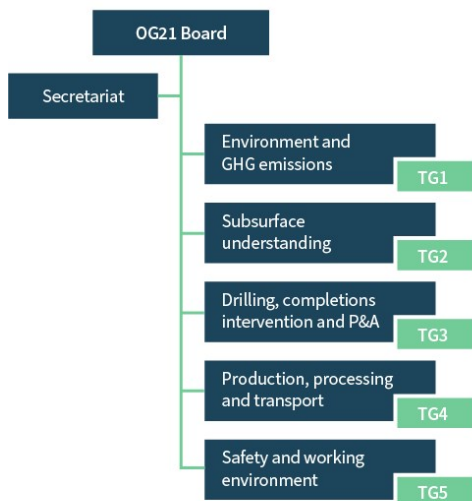 OG21 Board
Secretariat
Environment and
GHG emissions
TG1
Subsurface
understanding
TG2
Drilling, completions
intervention and P&A
TG3
Production, processing
and transport
TG4
Safety and working
environment
TG5